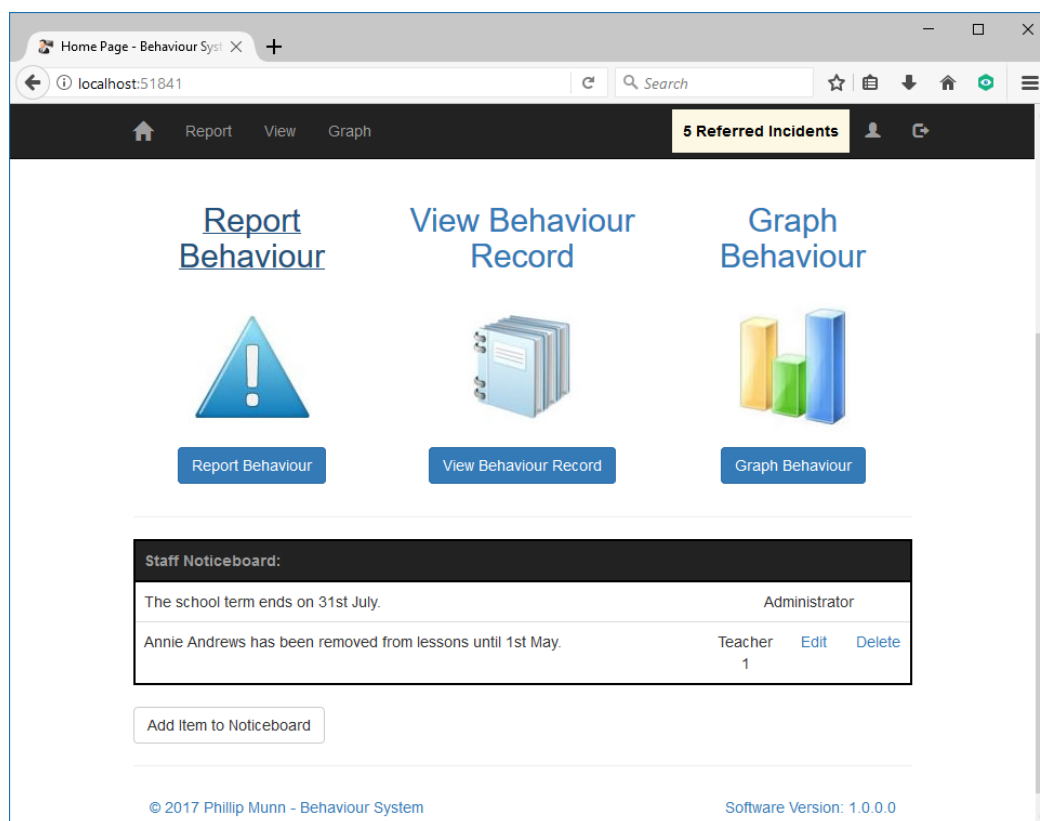 Home Page - Behaviour Syst
localhost:51841
Search
Report View Graph 5 Referred Incidents
Report Behaviour
View Behaviour Record
Graph Behaviour
Report Behaviour View Behaviour Record Graph Behaviour
Staff Noticeboard:
The school term ends on 31st July. Administrator
Annie Andrews has been removed from lessons until 1st May. Teacher 1 Edit Delete
Add Item to Noticeboard
© 2017 Phillip Munn - Behaviour System Software Version: 1.0.0.0